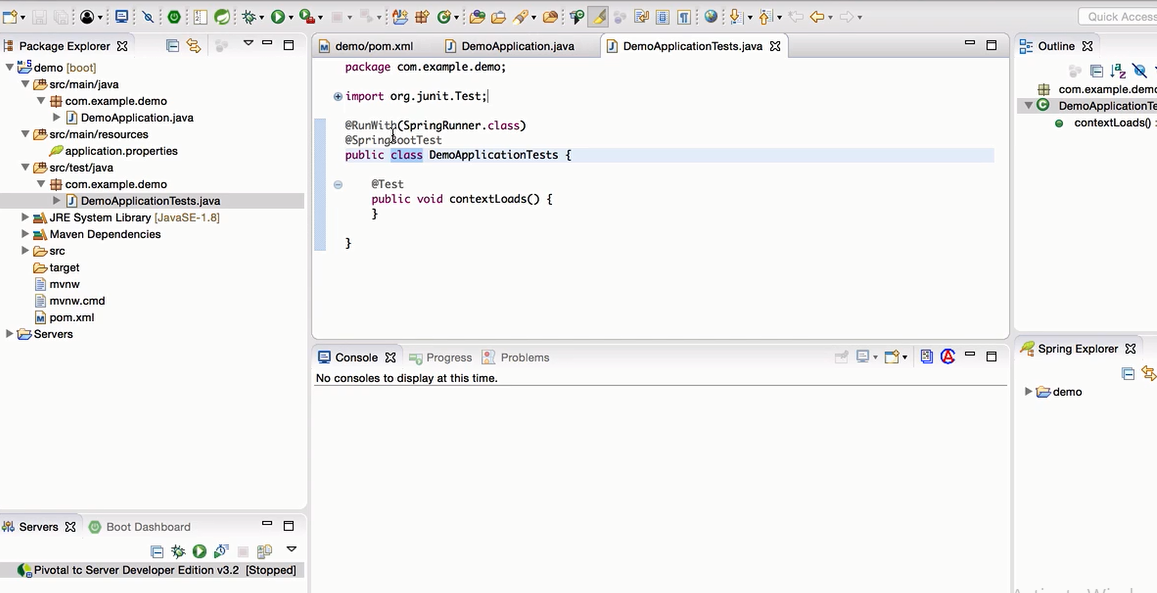 Quick Access
Package Explorer
demo/pom.xml
DemoApplication.java
DemoApplicationTests.java
Outline
demo [boot]
src/main/java
com.example.demo
DemoApplication.java
src/main/resources
application.properties
src/test/java
com.example.demo
DemoApplicationTests.java
JRE System Library [JavaSE-1.8]
Maven Dependencies
src
target
mvnw
mvnw.cmd
pom.xml
Servers
package com.example.demo;
import org.junit.Test;
@RunWith(SpringRunner.class)
@SpringBootTest
public class DemoApplicationTests {
@Test
public void contextLoads() {
}
}
com.example.demo
DemoApplicationTe
contextLoads() :
Console
Progress
Problems
No consoles to display at this time.
Spring Explorer
demo
Servers
Boot Dashboard
Pivotal tc Server Developer Edition v3.2 [Stopped]